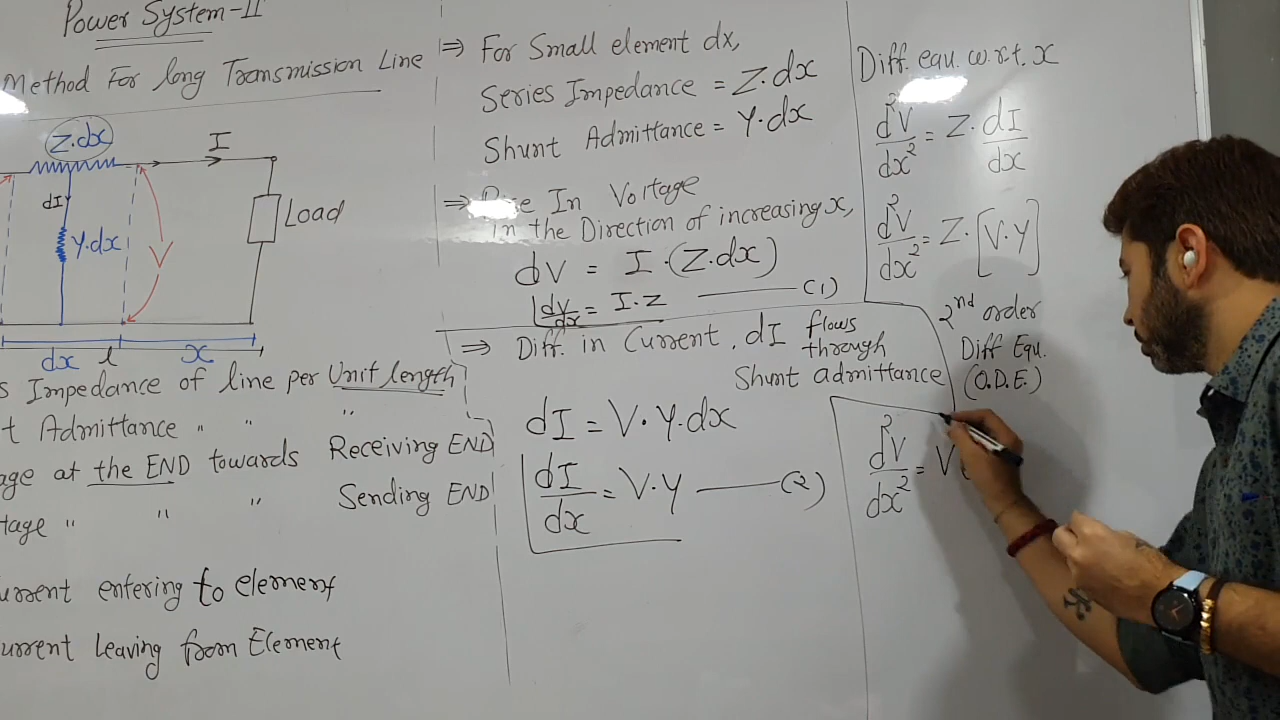 Power System-II
Method For long Transmission Line
Z.dx
I
dI
Y.dx
V
Load
dx
l
x
s Impedance of line per Unit length
t Admittance " " "
age at the END towards Receiving END
tage " " " Sending END
urrent entering to element
urrent Leaving from Element
⇒ For Small element dx,
Series Impedance = Z.dx
Shunt Admittance = Y.dx
⇒ In Voltage
in the Direction of increasing x,
dV = I.(Z.dx)
dV/dx = I.Z —— (1)
⇒ Diff. in Current, dI flows
through
Shunt admittance
dI = V.Y.dx
dI/dx = V.Y —— (2)
Diff. equ. w.r.t. x
d²V/dx² = Z.dI/dx
d²V/dx² = Z.[V.Y]
2nd order
Diff Equ.
(O.D.E.)
d²V/dx² = V